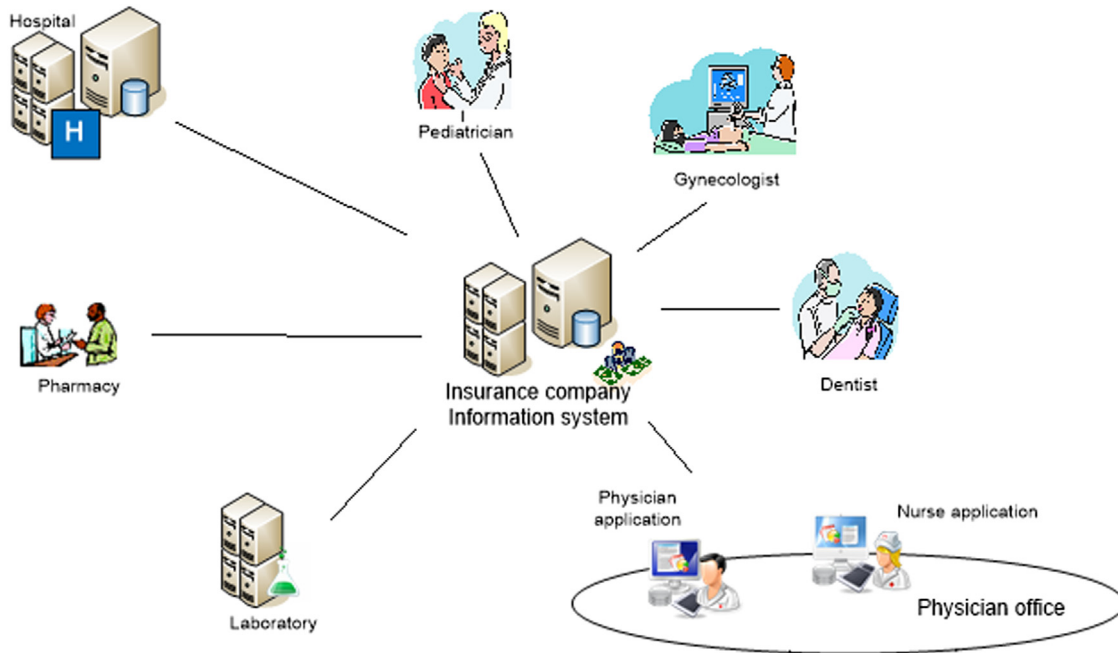 Hospital
H
Pediatrician
Gynecologist
Pharmacy
Insurance company
Information system
Dentist
Physician
application
Nurse application
Physician office
Laboratory